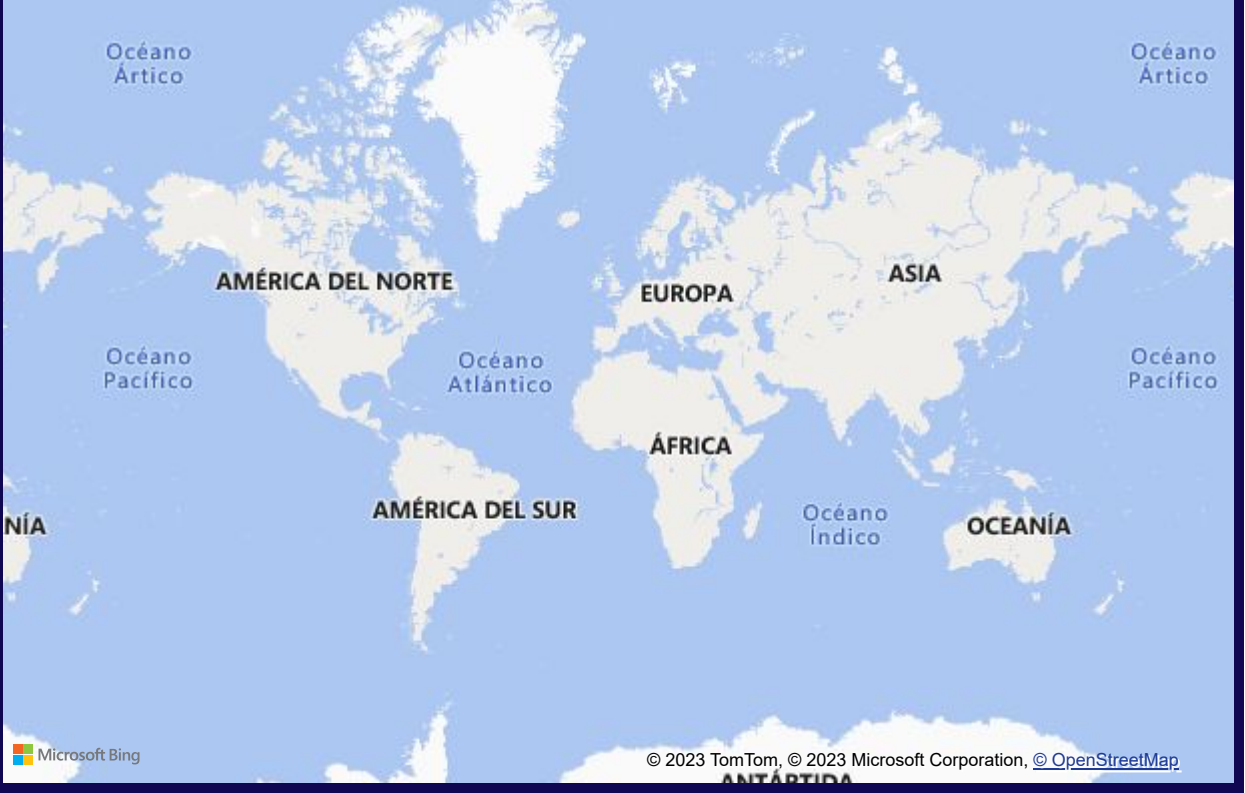 Océano
Ártico
Océano
Ártico
AMÉRICA DEL NORTE
EUROPA
ASIA
Océano
Pacífico
Océano
Atlántico
Océano
Pacífico
ÁFRICA
AMÉRICA DEL SUR
NÍA
Océano
Índico
OCEANÍA
Microsoft Bing
© 2023 TomTom, © 2023 Microsoft Corporation, © OpenStreetMap
ANTÁRTIDA